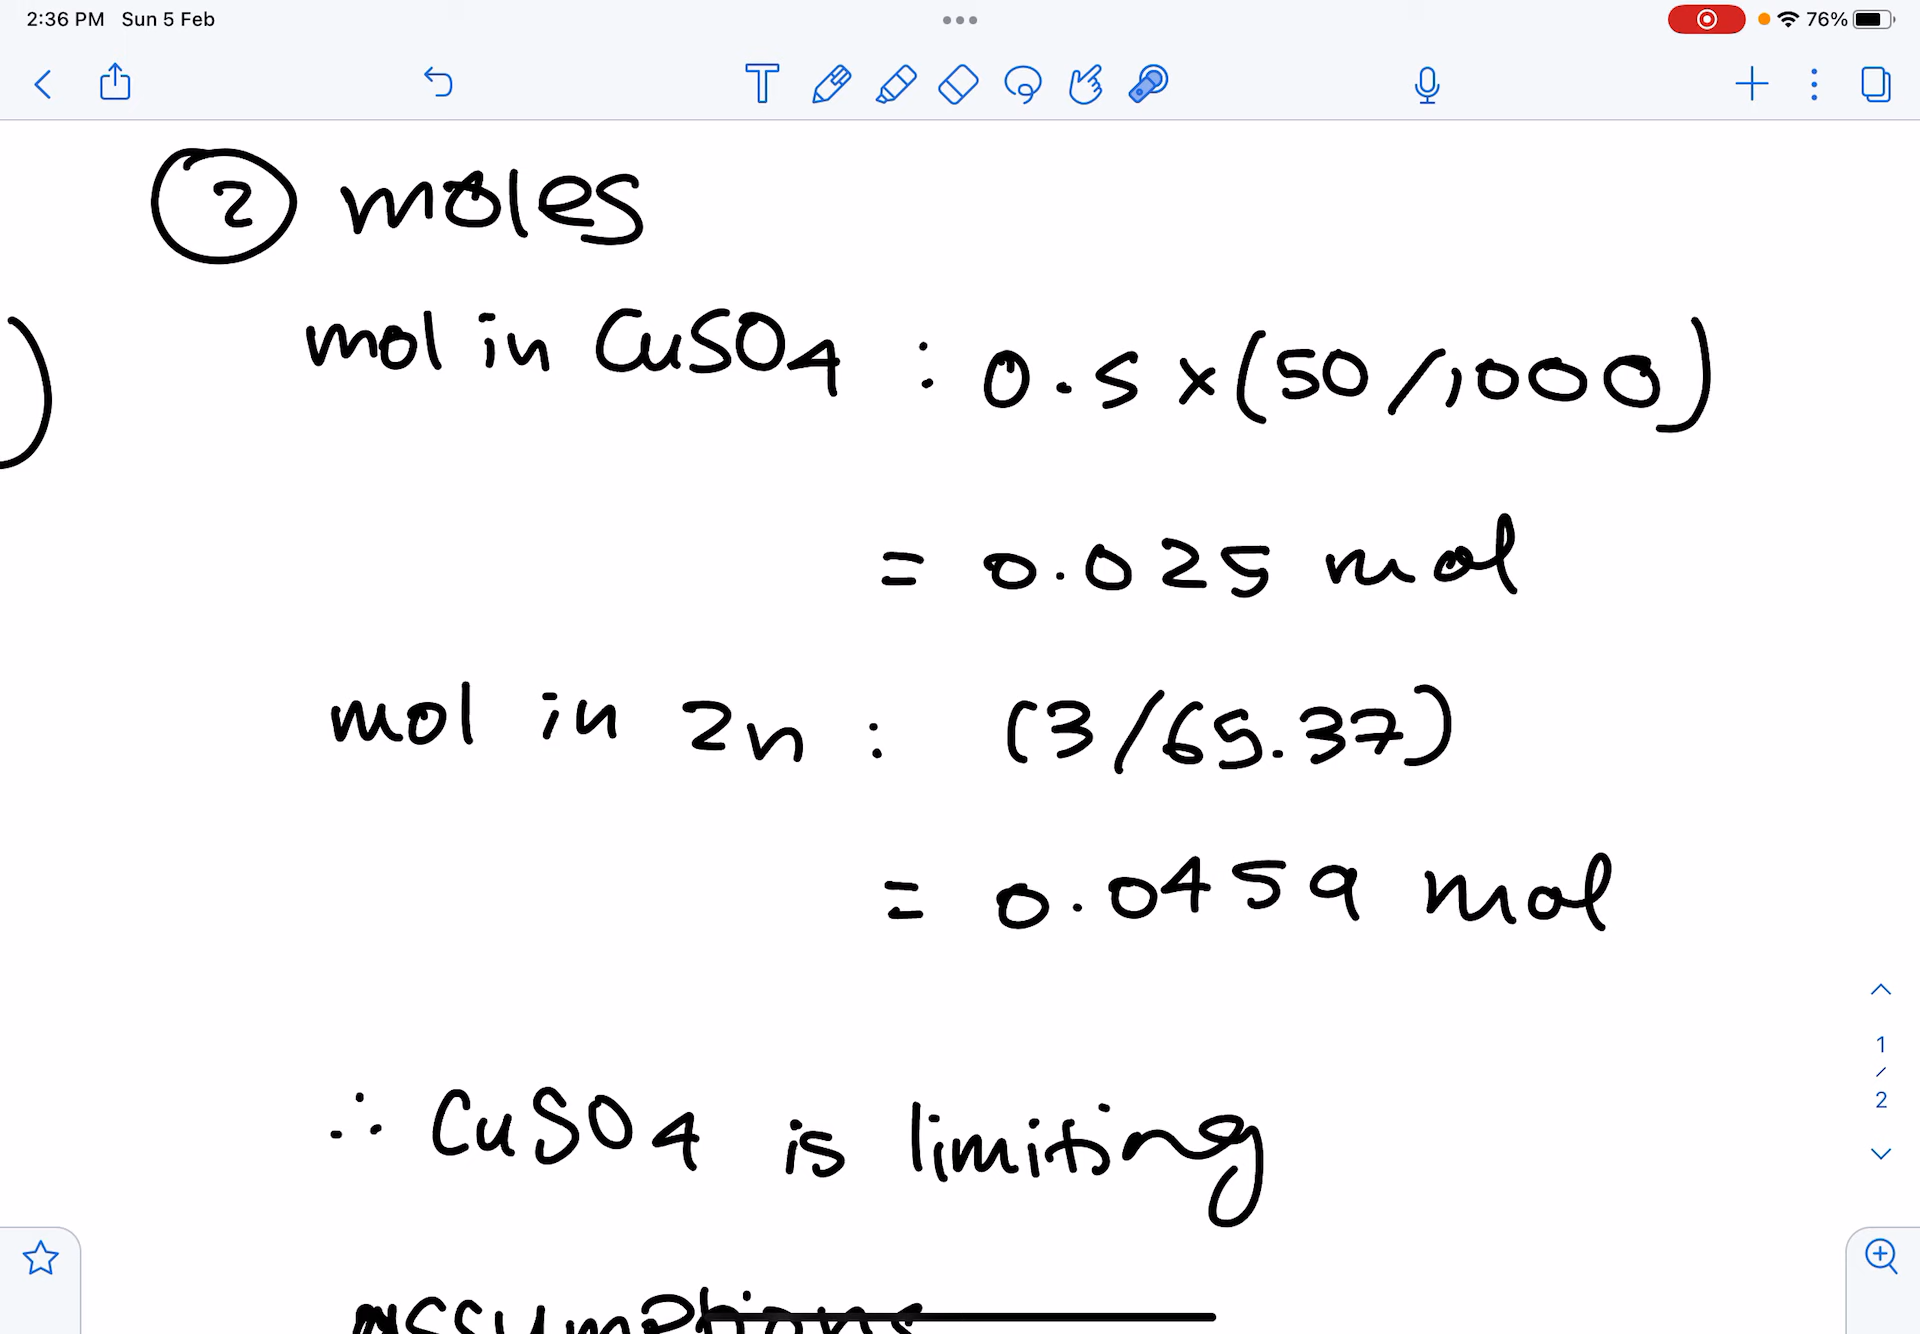 2:36 PM Sun 5 Feb
76%
② moles
mol in CuSO4 : 0.5 x (50/1000)
= 0.025 mol
mol in Zn : (3/65.37)
= 0.0459 mol
∴ CuSO4 is limiting
assumptions
1
/
2